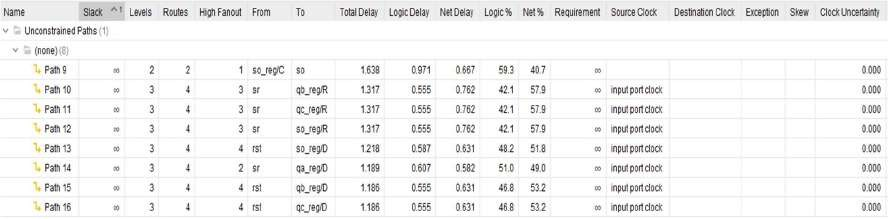 Name Slack ^1 Levels Routes High Fanout From To Total Delay Logic Delay Net Delay Logic % Net % Requirement Source Clock Destination Clock Exception Skew Clock Uncertainty
Unconstrained Paths (1)
(none) (8)
Path 9 ∞ 2 2 1 so_reg/C so 1.638 0.971 0.667 59.3 40.7 ∞ 0.000
Path 10 ∞ 3 4 3 sr qb_reg/R 1.317 0.555 0.762 42.1 57.9 ∞ input port clock 0.000
Path 11 ∞ 3 4 3 sr qc_reg/R 1.317 0.555 0.762 42.1 57.9 ∞ input port clock 0.000
Path 12 ∞ 3 4 3 sr so_reg/R 1.317 0.555 0.762 42.1 57.9 ∞ input port clock 0.000
Path 13 ∞ 3 4 4 rst so_reg/D 1.218 0.587 0.631 48.2 51.8 ∞ input port clock 0.000
Path 14 ∞ 3 4 2 sr qa_reg/D 1.189 0.607 0.582 51.0 49.0 ∞ input port clock 0.000
Path 15 ∞ 3 4 4 rst qb_reg/D 1.186 0.555 0.631 46.8 53.2 ∞ input port clock 0.000
Path 16 ∞ 3 4 4 rst qc_reg/D 1.186 0.555 0.631 46.8 53.2 ∞ input port clock 0.000